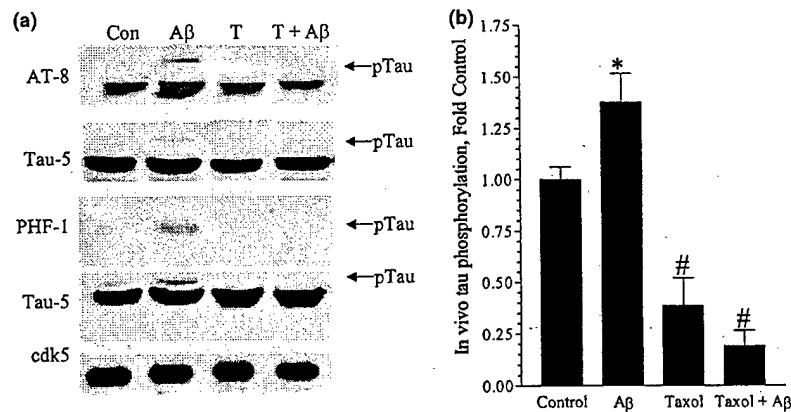 (a)
Con Aβ T T + Aβ
AT-8
←pTau
Tau-5
←pTau
PHF-1
←pTau
←pTau
Tau-5
cdk5
(b)
In vivo tau phosphorylation, Fold Control
1.75
1.50
1.25
1.00
0.75
0.50
0.25
0.00
*
#
#
Control Aβ Taxol Taxol + Aβ